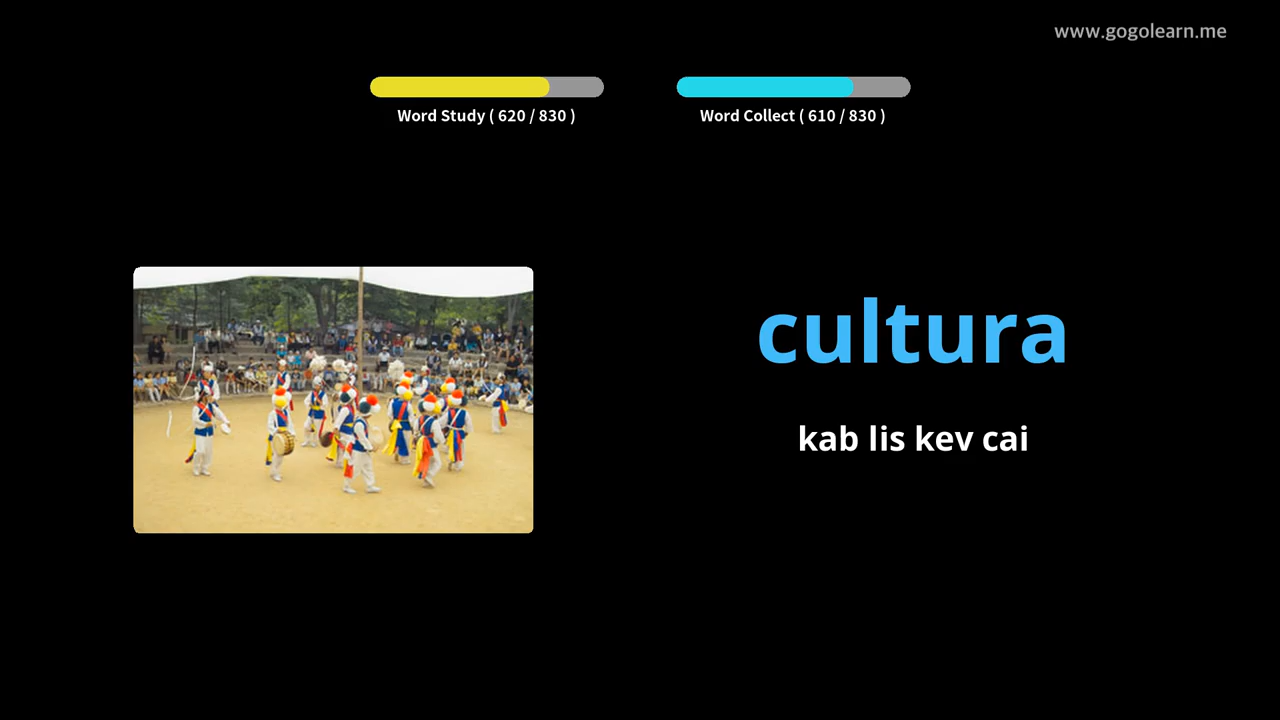 www.gogolearn.me
Word Study ( 620 / 830 )
Word Collect ( 610 / 830 )
cultura
kab lis kev cai